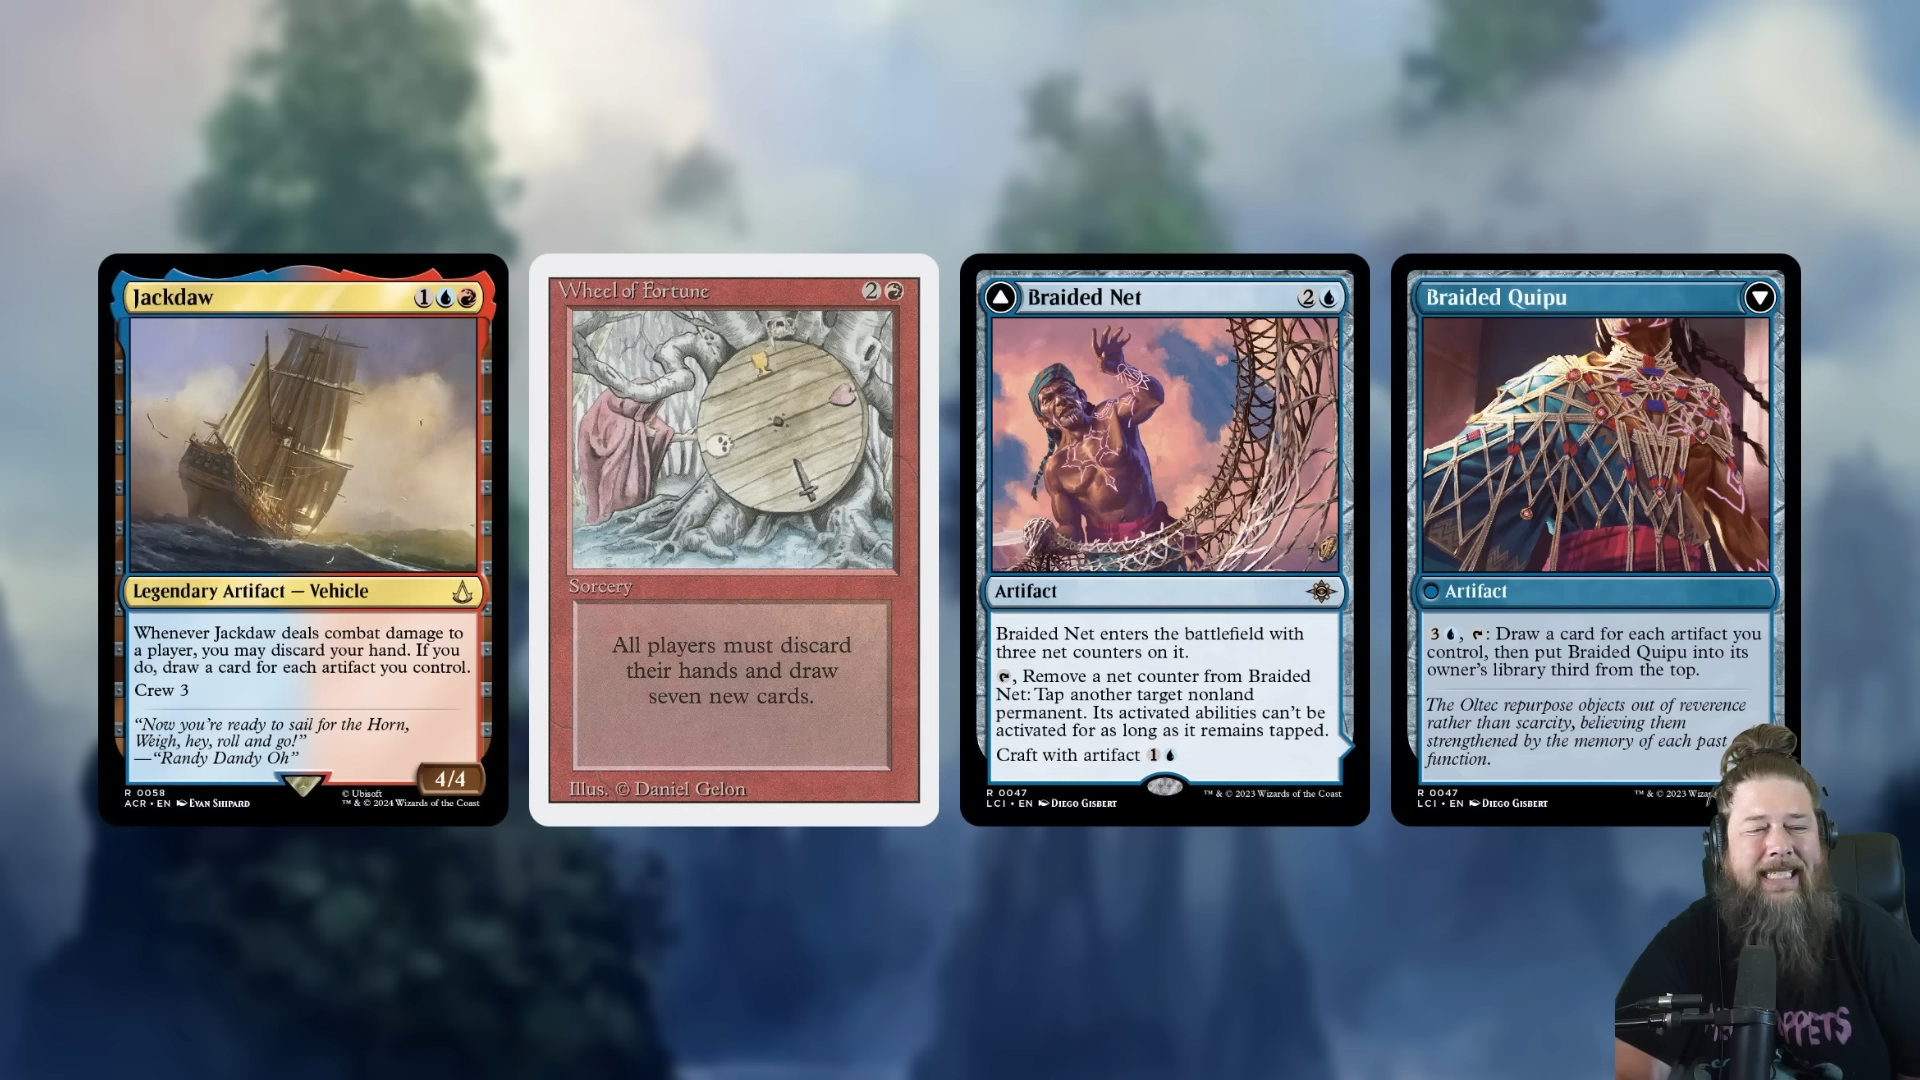 Jackdaw 1
Legendary Artifact — Vehicle
Whenever Jackdaw deals combat damage to
a player, you may discard your hand. If you
do, draw a card for each artifact you control.
Crew 3
“Now you’re ready to sail for the Horn,
Weigh, hey, roll and go!”
—“Randy Dandy Oh”
4/4
R 0058
ACR • EN EVAN SHIPARD
© Ubisoft
™ & © 2024 Wizards of the Coast
Wheel of Fortune 2
Sorcery
All players must discard
their hands and draw
seven new cards.
Illus. © Daniel Gelon
Braided Net 2
Artifact
Braided Net enters the battlefield with
three net counters on it.
, Remove a net counter from Braided
Net: Tap another target nonland
permanent. Its activated abilities can’t be
activated for as long as it remains tapped.
Craft with artifact 1
R 0047
LCI • EN DIEGO GISBERT
™ & © 2023 Wizards of the Coast
Braided Quipu
Artifact
3 , : Draw a card for each artifact you
control, then put Braided Quipu into its
owner’s library third from the top.
The Oltec repurpose objects out of reverence
rather than scarcity, believing them
strengthened by the memory of each past
function.
R 0047
LCI • EN DIEGO GISBERT
™ & © 2023